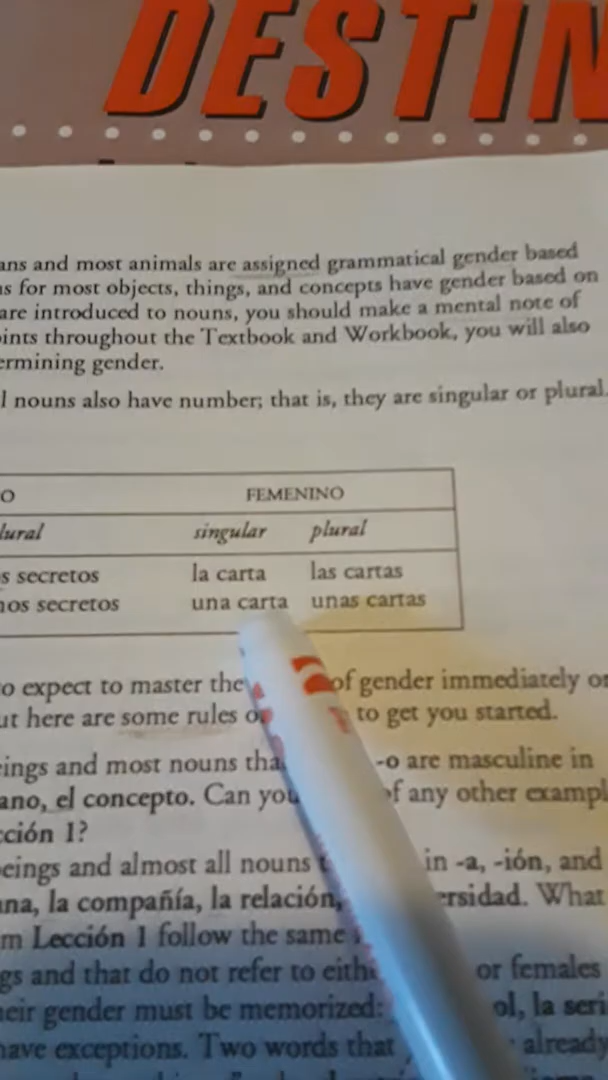 DESTIN
ans and most animals are assigned grammatical gender based
s for most objects, things, and concepts have gender based on
are introduced to nouns, you should make a mental note of
ints throughout the Textbook and Workbook, you will also
ermining gender.
l nouns also have number; that is, they are singular or plural.
O FEMENINO
lural singular plural
s secretos la carta las cartas
nos secretos una carta unas cartas
o expect to master the of gender immediately or
ut here are some rules o to get you started.
eings and most nouns tha -o are masculine in
ano, el concepto. Can you of any other exampl
cción 1?
eings and almost all nouns in -a, -ión, and
na, la compañía, la relación, ersidad. What
m Lección 1 follow the same
gs and that do not refer to eith or females
heir gender must be memorized: ol, la seri
have exceptions. Two words that already